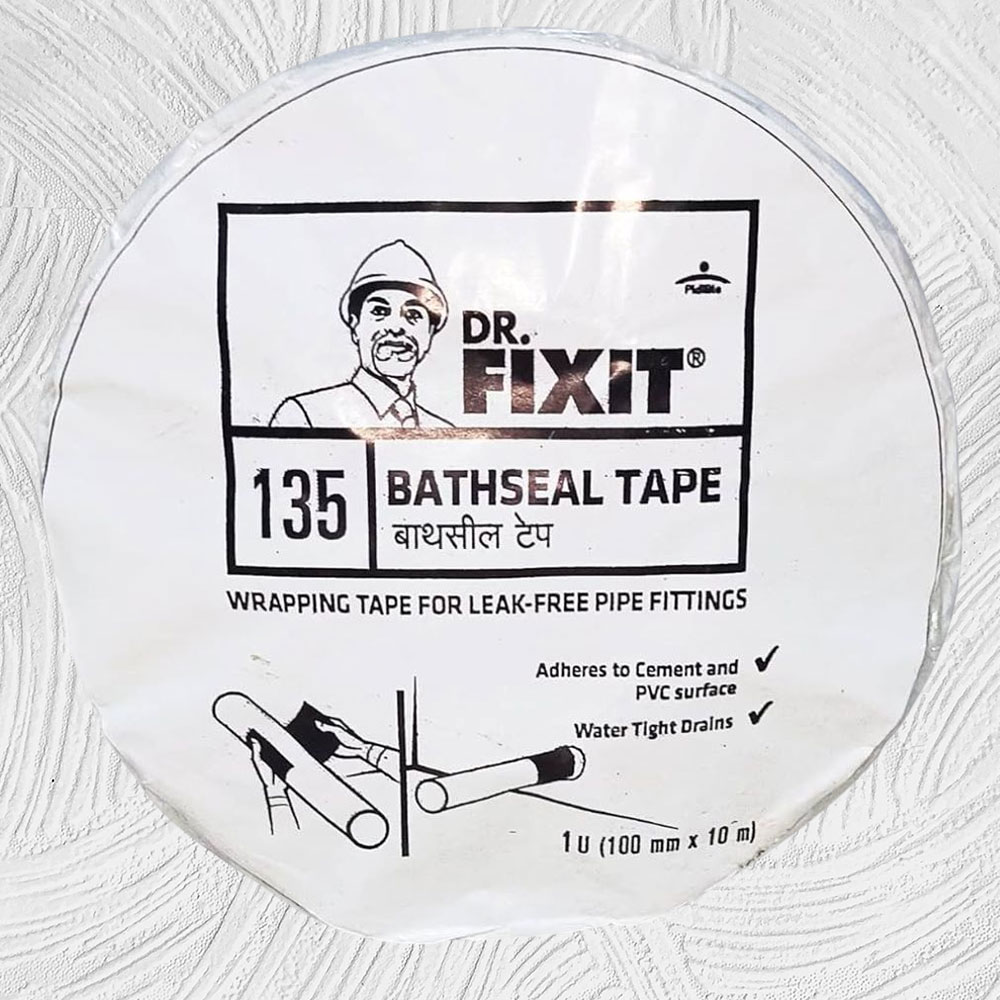 Pidilite
DR.
FIXIT®
135
BATHSEAL TAPE
बाथसील टेप
WRAPPING TAPE FOR LEAK-FREE PIPE FITTINGS
Adheres to Cement and
PVC surface
Water Tight Drains
1 U (100 mm x 10 m)